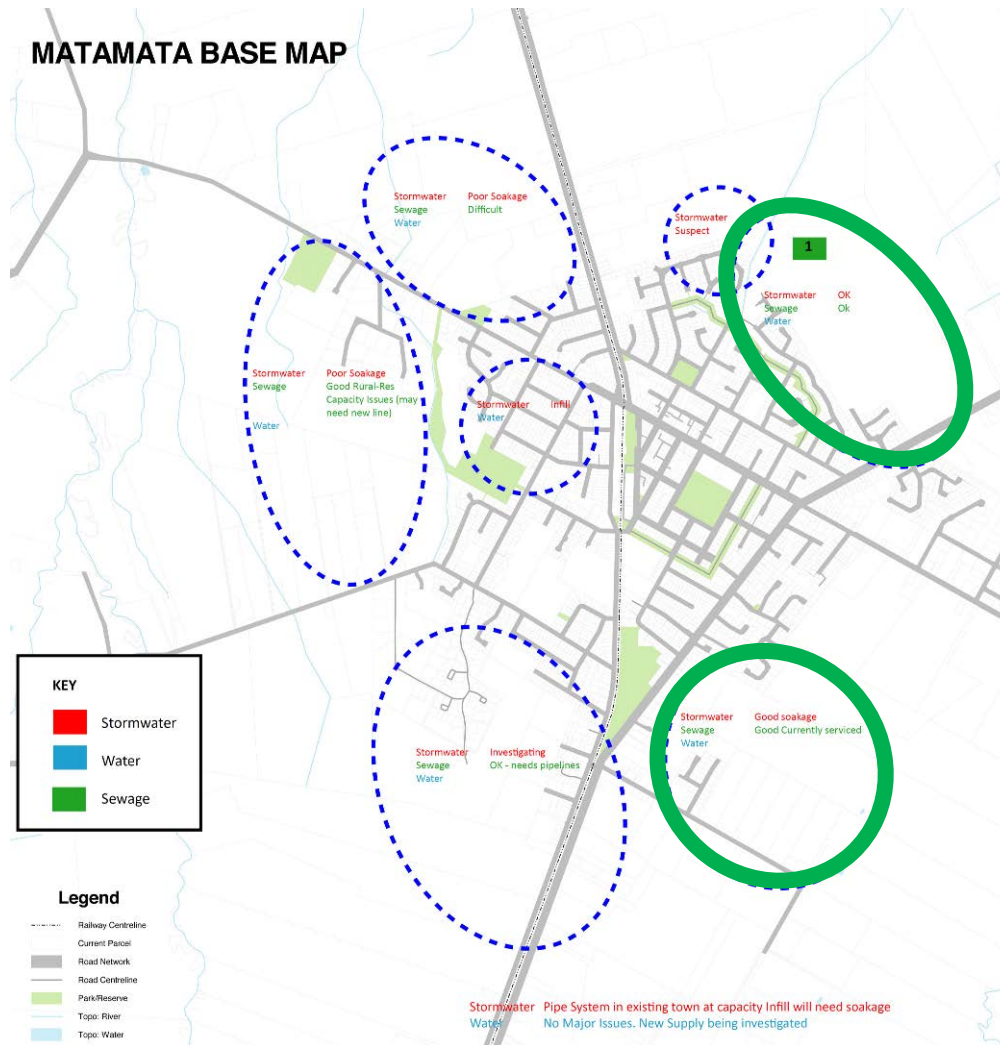 MATAMATA BASE MAP
Stormwater Poor Soakage
Sewage Difficult
Water
Stormwater
Suspect
1
Stormwater OK
Sewage Ok
Water
Stormwater Poor Soakage
Sewage Good Rural-Res
Capacity Issues (may
need new line)
Water
Stormwater Infill
Water
Stormwater Good soakage
Sewage Good Currently serviced
Water
Stormwater Investigating
Sewage OK - needs pipelines
Water
KEY
Stormwater
Water
Sewage
Legend
Railway Centreline
Current Parcel
Road Network
Road Centreline
Park/Reserve
Topo: River
Topo: Water
Stormwater Pipe System in existing town at capacity Infill will need soakage
Water No Major Issues. New Supply being investigated